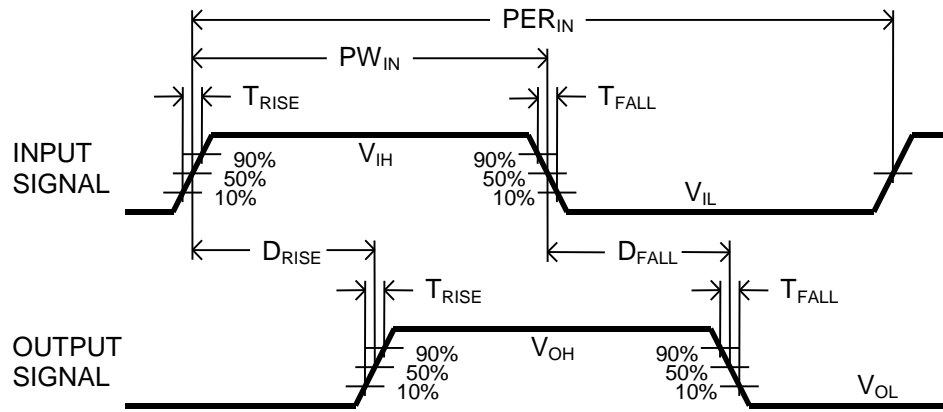 PER_IN
PW_IN
T_RISE
T_FALL
INPUT
SIGNAL
V_IH
90%
50%
10%
90%
50%
10%
V_IL
D_RISE
D_FALL
T_RISE
T_FALL
OUTPUT
SIGNAL
V_OH
90%
50%
10%
90%
50%
10%
V_OL